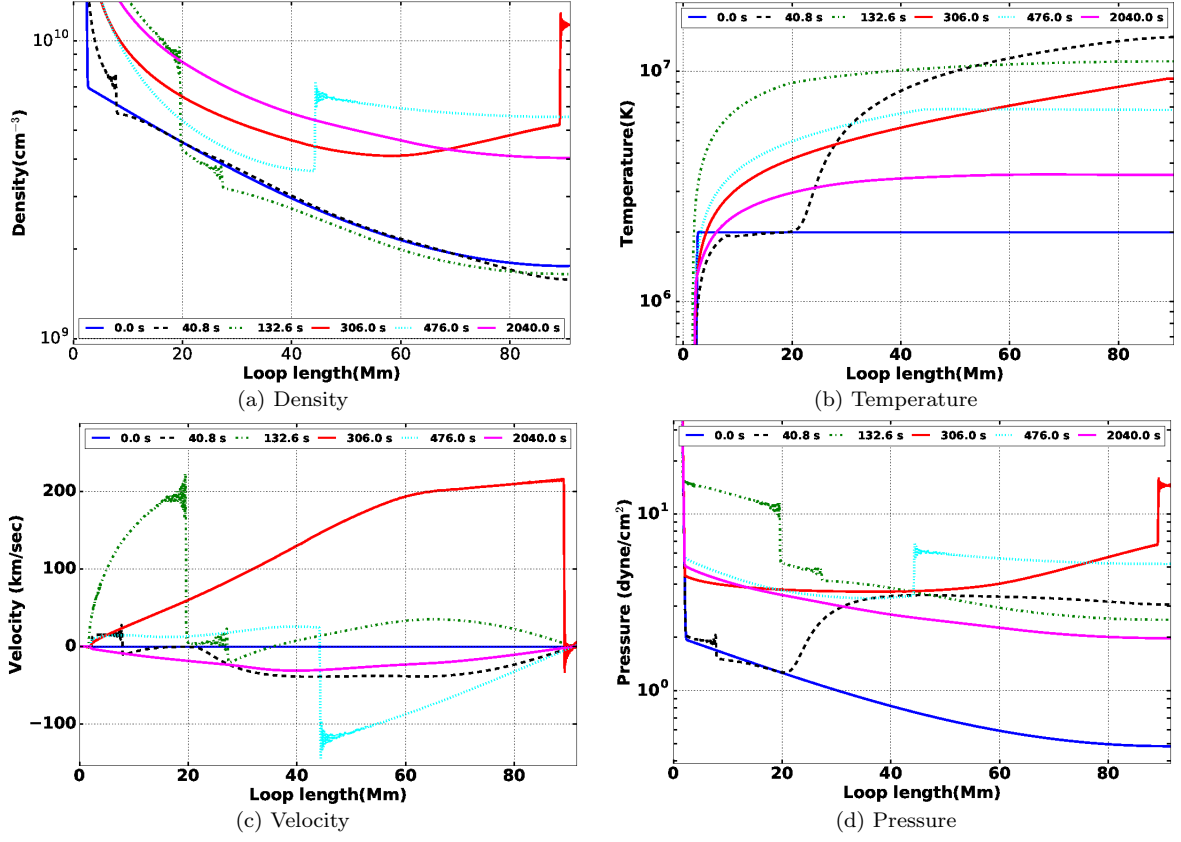 0.0 s 40.8 s 132.6 s 306.0 s 476.0 s 2040.0 s
10^10
10^9
Density(cm^−3)
0 20 40 60 80
Loop length(Mm)
(a) Density
0.0 s 40.8 s 132.6 s 306.0 s 476.0 s 2040.0 s
10^7
10^6
Temperature(K)
0 20 40 60 80
Loop length(Mm)
(b) Temperature
0.0 s 40.8 s 132.6 s 306.0 s 476.0 s 2040.0 s
200
100
0
−100
Velocity (km/sec)
0 20 40 60 80
Loop length(Mm)
(c) Velocity
0.0 s 40.8 s 132.6 s 306.0 s 476.0 s 2040.0 s
10^1
10^0
Pressure (dyne/cm^2)
0 20 40 60 80
Loop length(Mm)
(d) Pressure